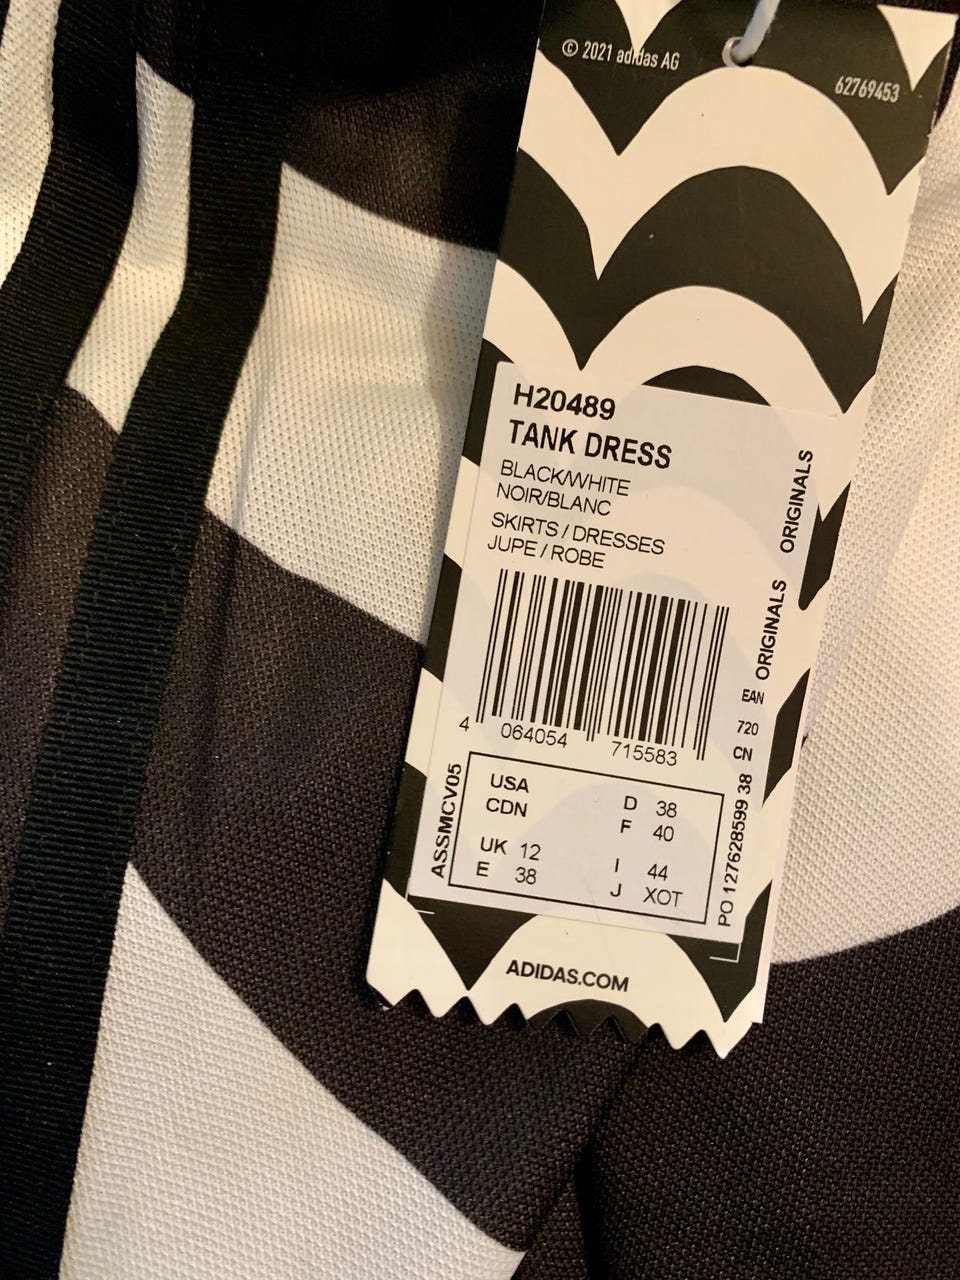 © 2021 adidas AG
62769453
H20489
TANK DRESS
BLACK/WHITE
NOIR/BLANC
SKIRTS / DRESSES
JUPE / ROBE
ORIGINALS
ORIGINALS
EAN
720
CN
4 064054 715583
ASSMCV05
USA
CDN
UK 12
E 38
D 38
F 40
I 44
J XOT
PO 127628599 38
ADIDAS.COM